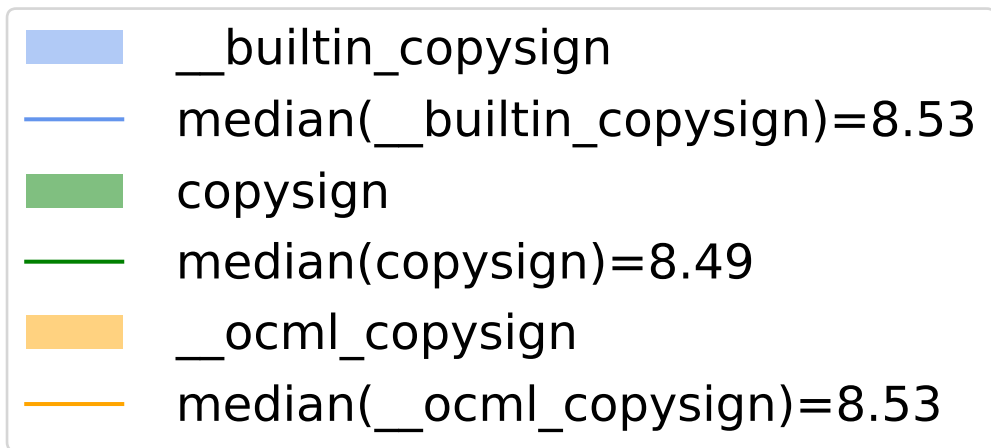 __builtin_copysign
median(__builtin_copysign)=8.53
copysign
median(copysign)=8.49
__ocml_copysign
median(__ocml_copysign)=8.53